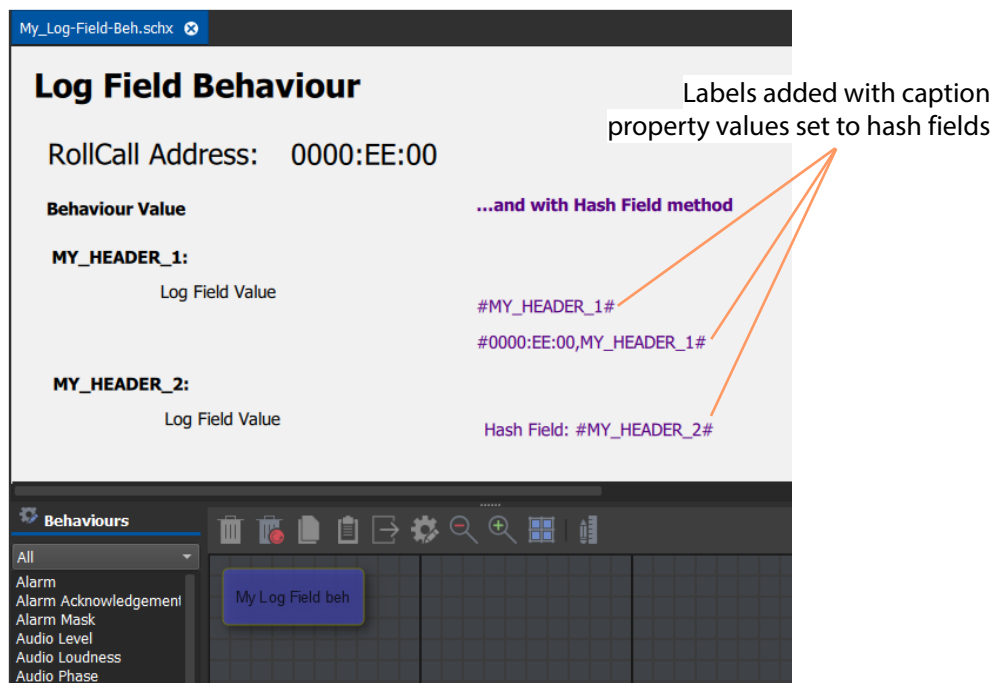 My_Log-Field-Beh.schx
Log Field Behaviour
Labels added with caption
property values set to hash fields
RollCall Address: 0000:EE:00
Behaviour Value
...and with Hash Field method
MY_HEADER_1:
Log Field Value
#MY_HEADER_1#
#0000:EE:00,MY_HEADER_1#
MY_HEADER_2:
Log Field Value
Hash Field: #MY_HEADER_2#
Behaviours
All
Alarm
Alarm Acknowledgement
Alarm Mask
Audio Level
Audio Loudness
Audio Phase
My Log Field beh